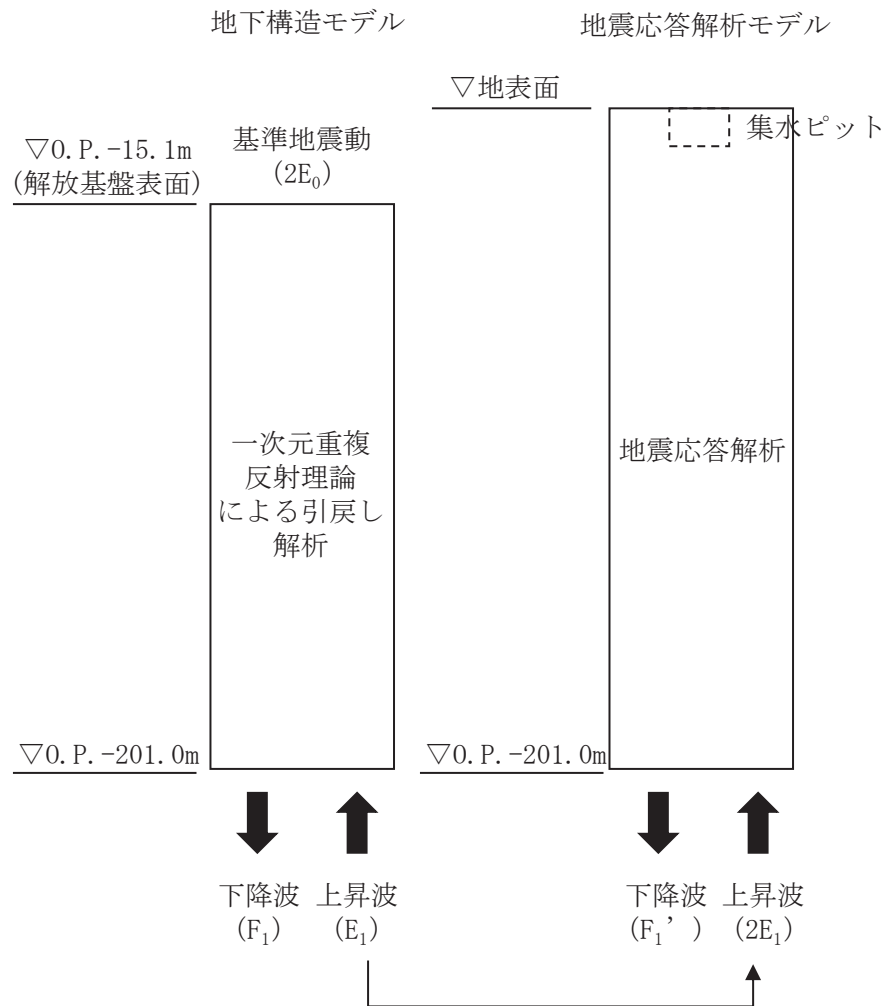 地下構造モデル
地震応答解析モデル
▽地表面
集水ピット
▽O.P.-15.1m
(解放基盤表面)
基準地震動
(2E₀)
一次元重複
反射理論
による引戻し
解析
地震応答解析
▽O.P.-201.0m
▽O.P.-201.0m
下降波
(F₁)
上昇波
(E₁)
下降波
(F₁’)
上昇波
(2E₁)